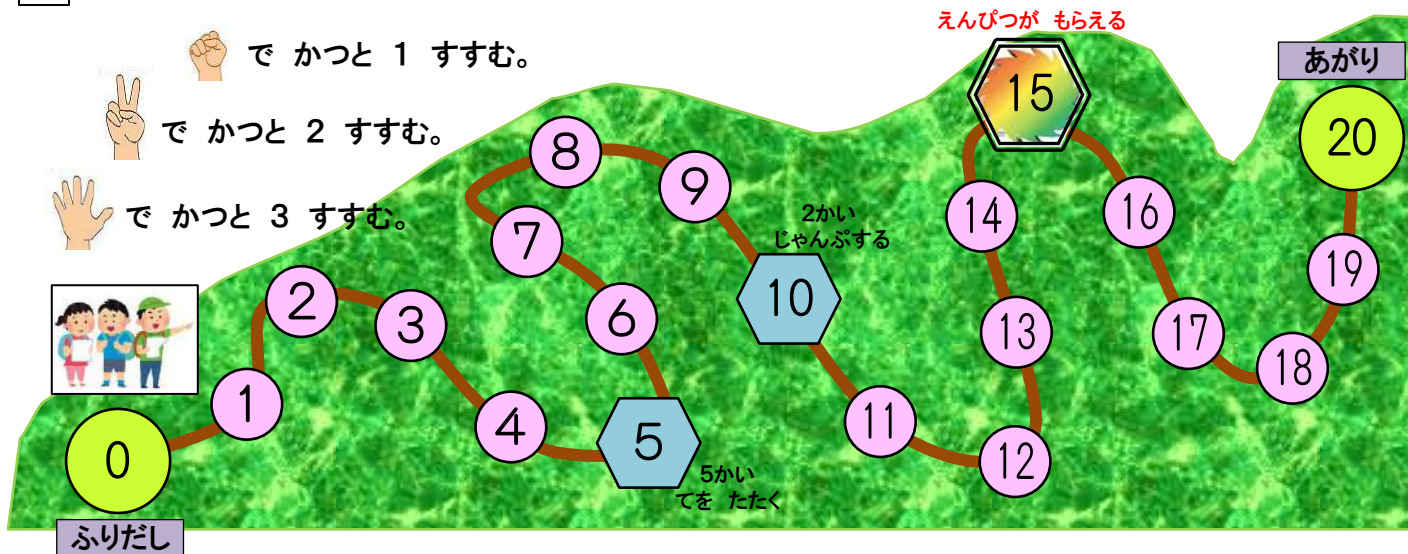 えんぴつが もらえる
で かつと 1 すすむ。
で かつと 2 すすむ。
で かつと 3 すすむ。
あがり
15
20
8
9
7
2かい
じゃんぷする
14
16
10
19
2
3
6
13
17
18
1
4
5
11
12
0
5かい
てを たたく
ふりだし